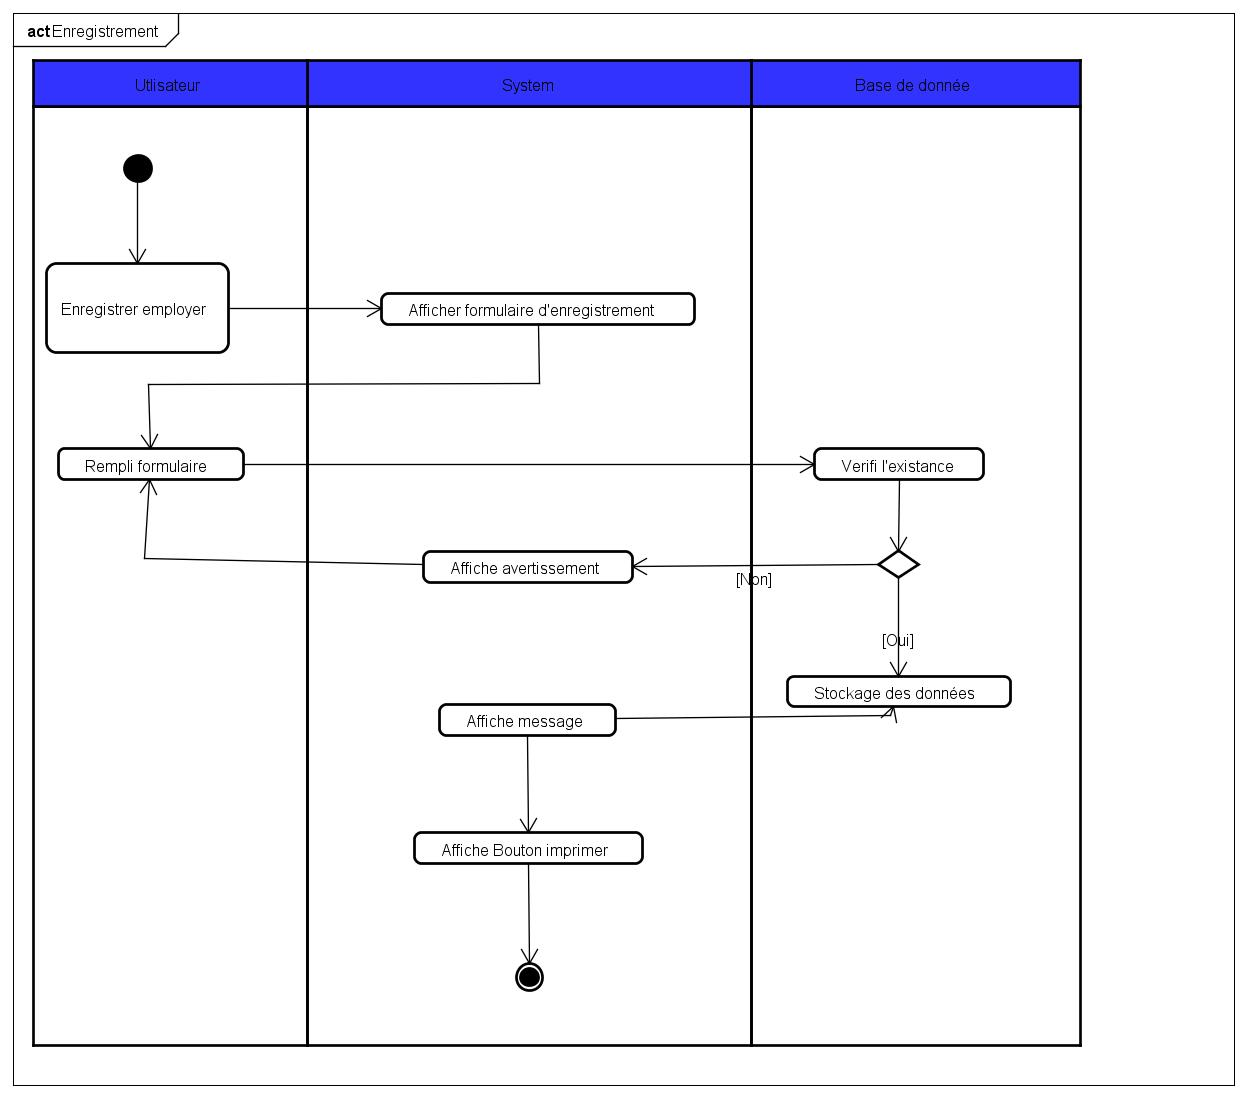 act Enregistrement
Utlisateur
System
Base de donnée
Enregistrer employer
Afficher formulaire d'enregistrement
Rempli formulaire
Verifi l'existance
Affiche avertissement
[Non]
[Oui]
Stockage des données
Affiche message
Affiche Bouton imprimer